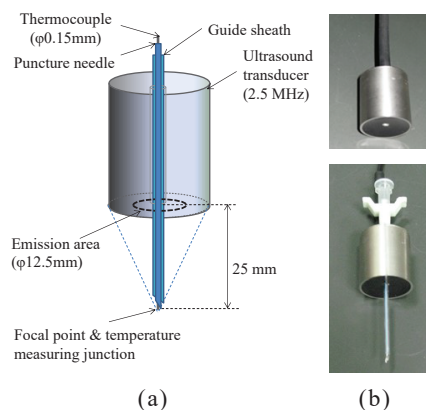 Thermocouple
(φ0.15mm)
Puncture needle
Guide sheath
Ultrasound
transducer
(2.5 MHz)
Emission area
(φ12.5mm)
25 mm
Focal point & temperature
measuring junction
(a)
(b)